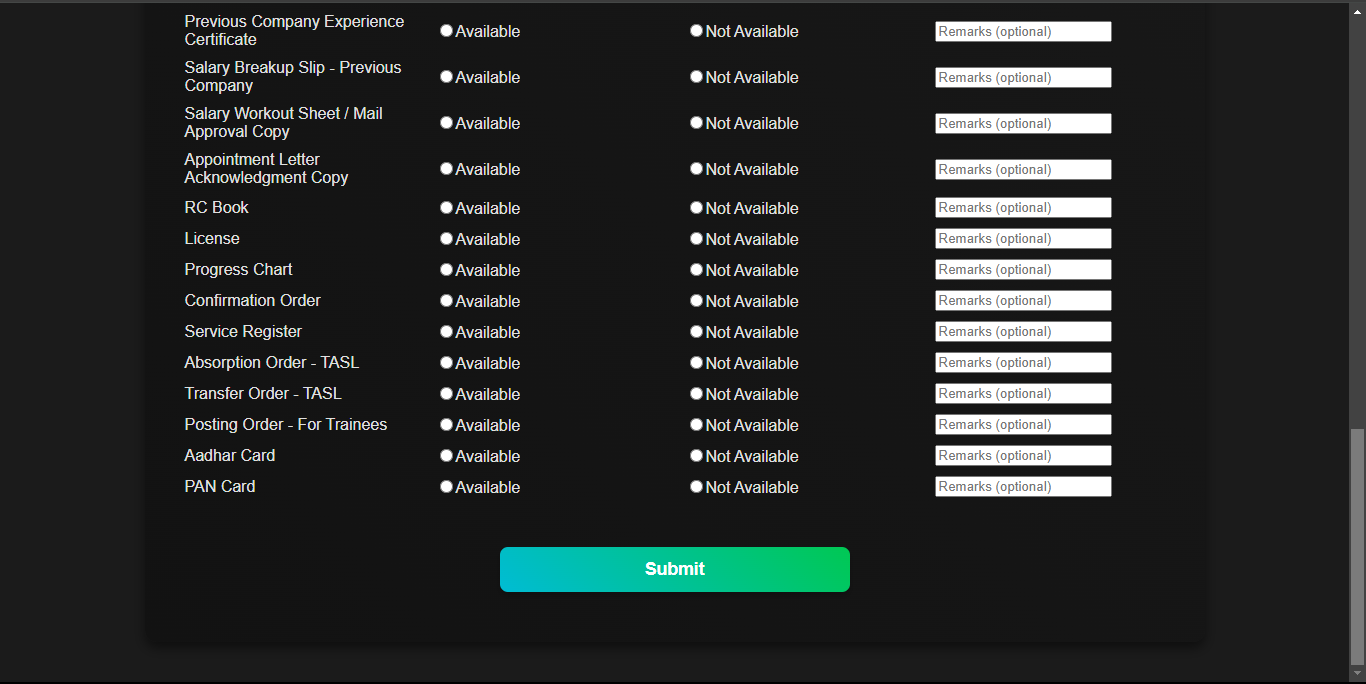 Previous Company Experience
Certificate
Available
Not Available
Remarks (optional)
Salary Breakup Slip - Previous
Company
Available
Not Available
Remarks (optional)
Salary Workout Sheet / Mail
Approval Copy
Available
Not Available
Remarks (optional)
Appointment Letter
Acknowledgment Copy
Available
Not Available
Remarks (optional)
RC Book Available Not Available Remarks (optional)
License Available Not Available Remarks (optional)
Progress Chart Available Not Available Remarks (optional)
Confirmation Order Available Not Available Remarks (optional)
Service Register Available Not Available Remarks (optional)
Absorption Order - TASL Available Not Available Remarks (optional)
Transfer Order - TASL Available Not Available Remarks (optional)
Posting Order - For Trainees Available Not Available Remarks (optional)
Aadhar Card Available Not Available Remarks (optional)
PAN Card Available Not Available Remarks (optional)
Submit